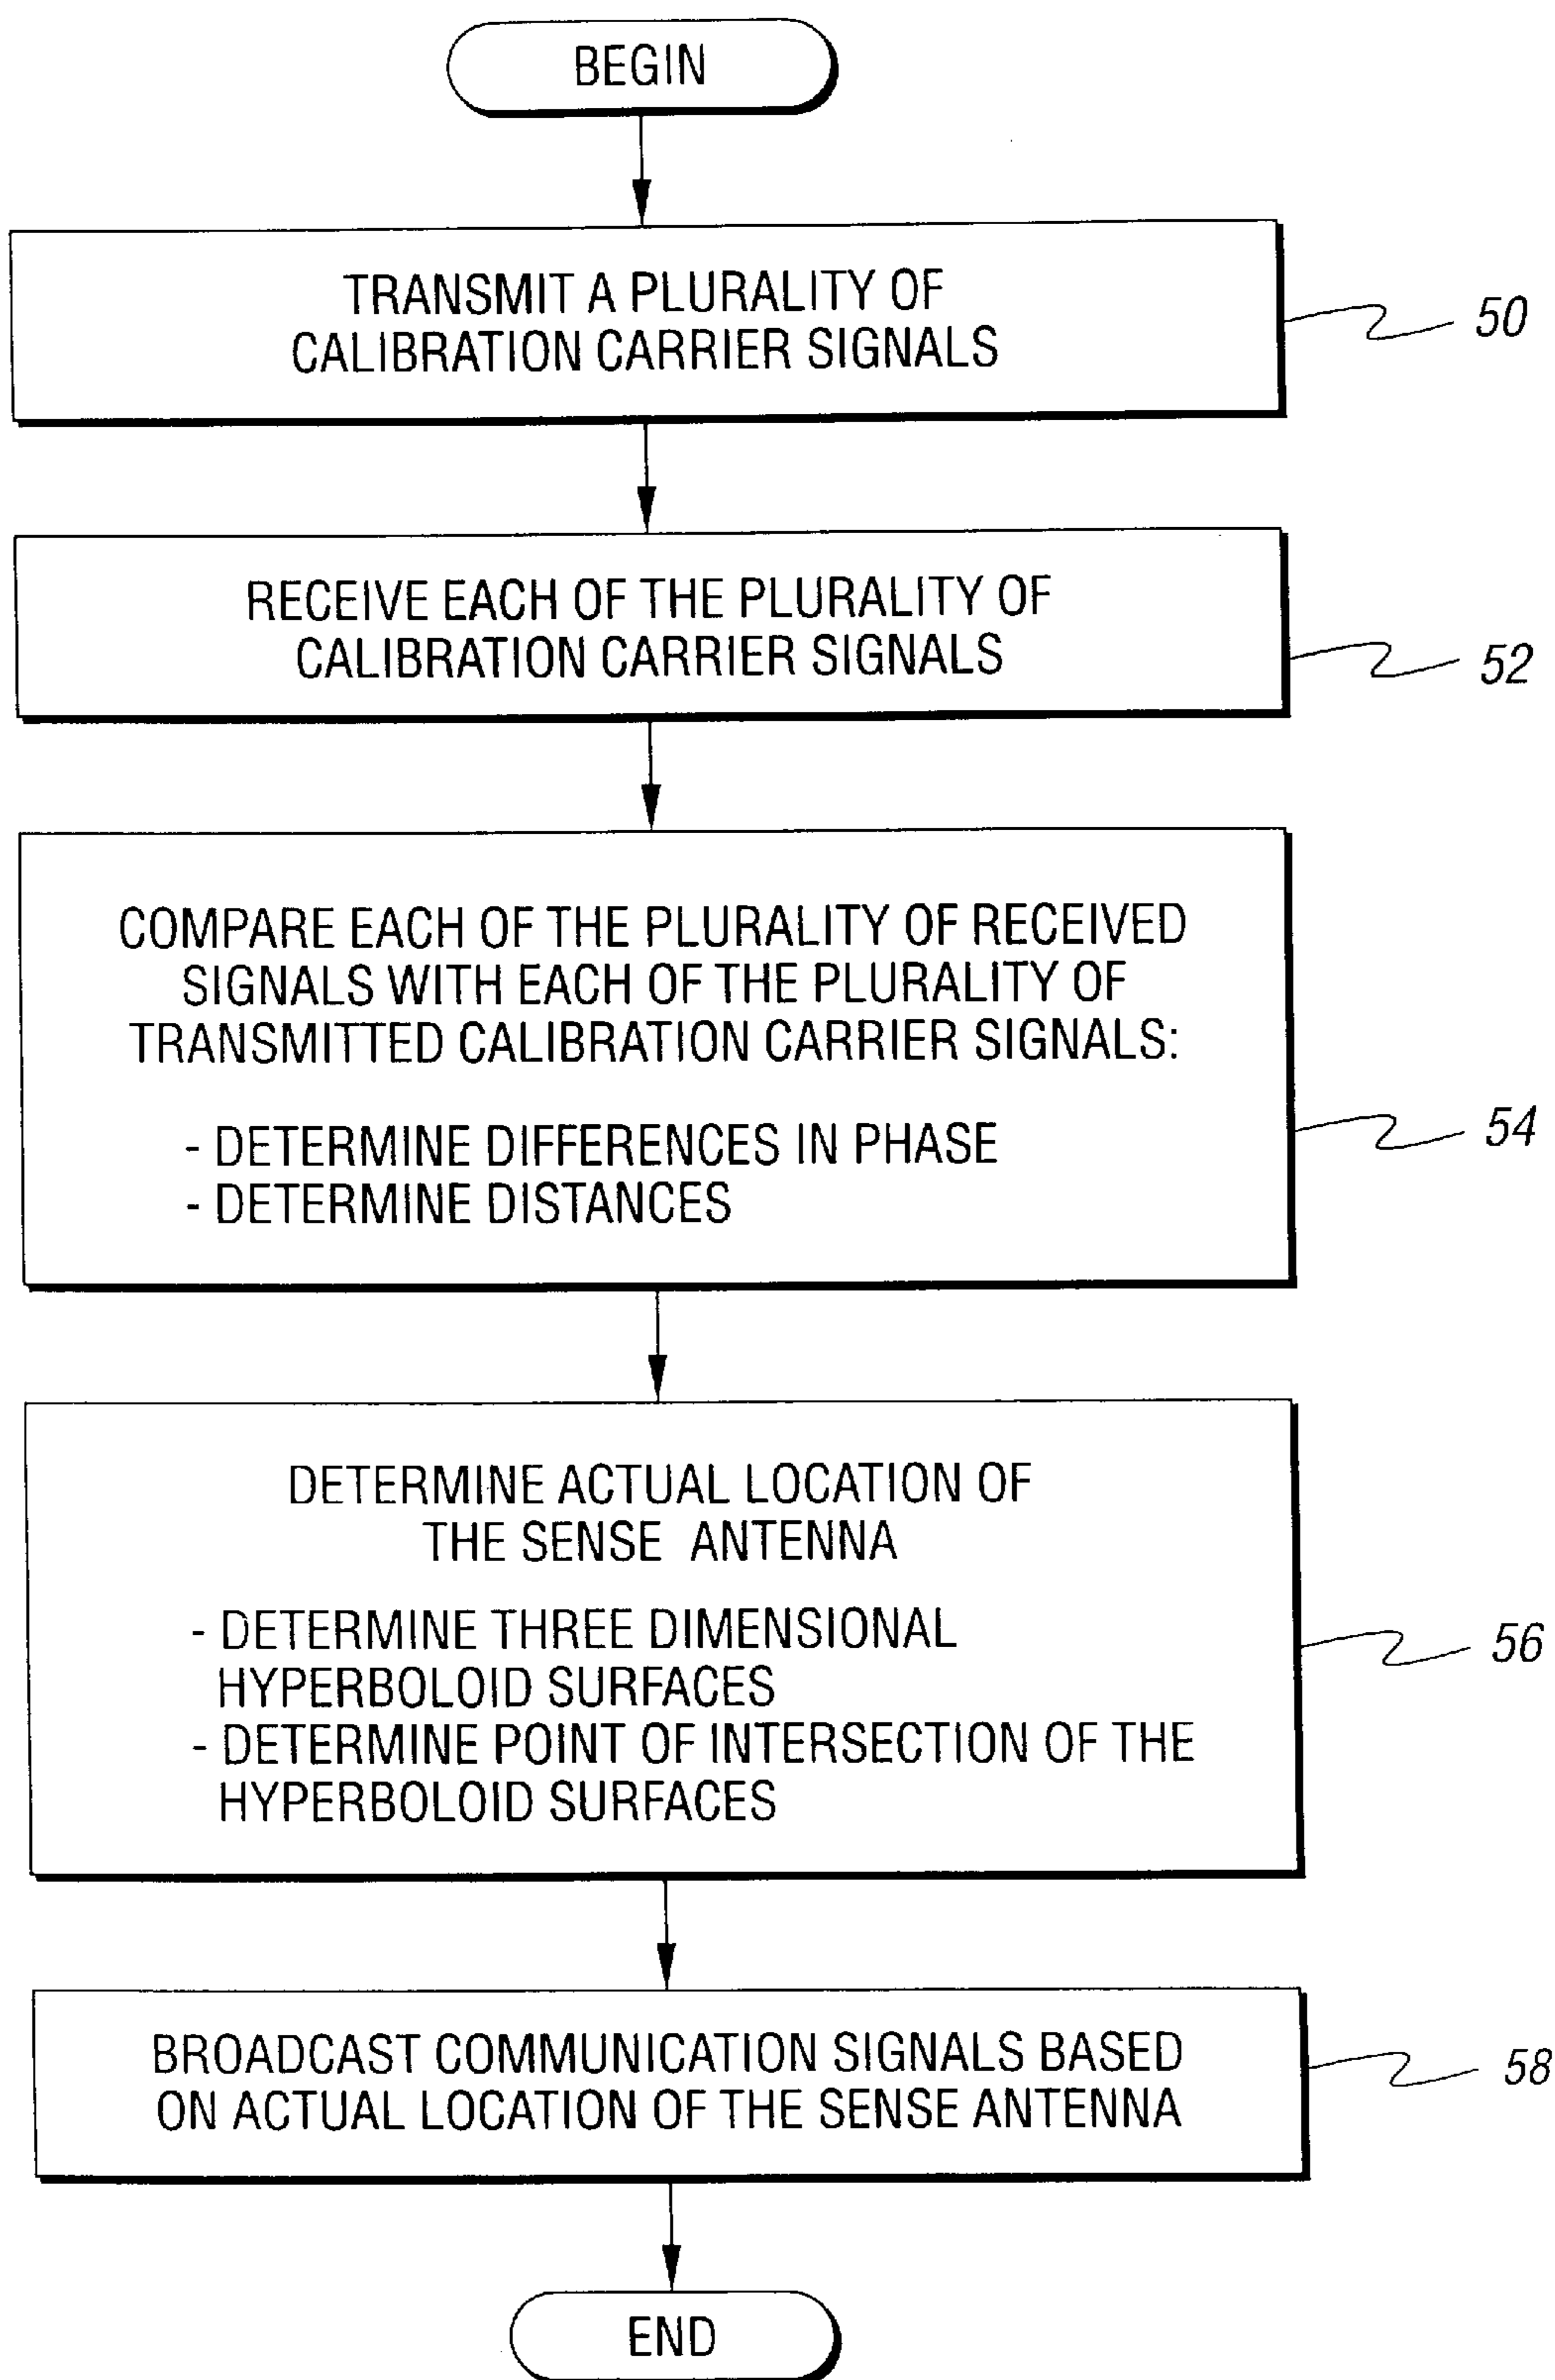 BEGIN
TRANSMIT A PLURALITY OF
CALIBRATION CARRIER SIGNALS
50
RECEIVE EACH OF THE PLURALITY OF
CALIBRATION CARRIER SIGNALS
52
COMPARE EACH OF THE PLURALITY OF RECEIVED
SIGNALS WITH EACH OF THE PLURALITY OF
TRANSMITTED CALIBRATION CARRIER SIGNALS:
- DETERMINE DIFFERENCES IN PHASE
- DETERMINE DISTANCES
54
DETERMINE ACTUAL LOCATION OF
THE SENSE ANTENNA
- DETERMINE THREE DIMENSIONAL
HYPERBOLOID SURFACES
- DETERMINE POINT OF INTERSECTION OF THE
HYPERBOLOID SURFACES
56
BROADCAST COMMUNICATION SIGNALS BASED
ON ACTUAL LOCATION OF THE SENSE ANTENNA
58
END